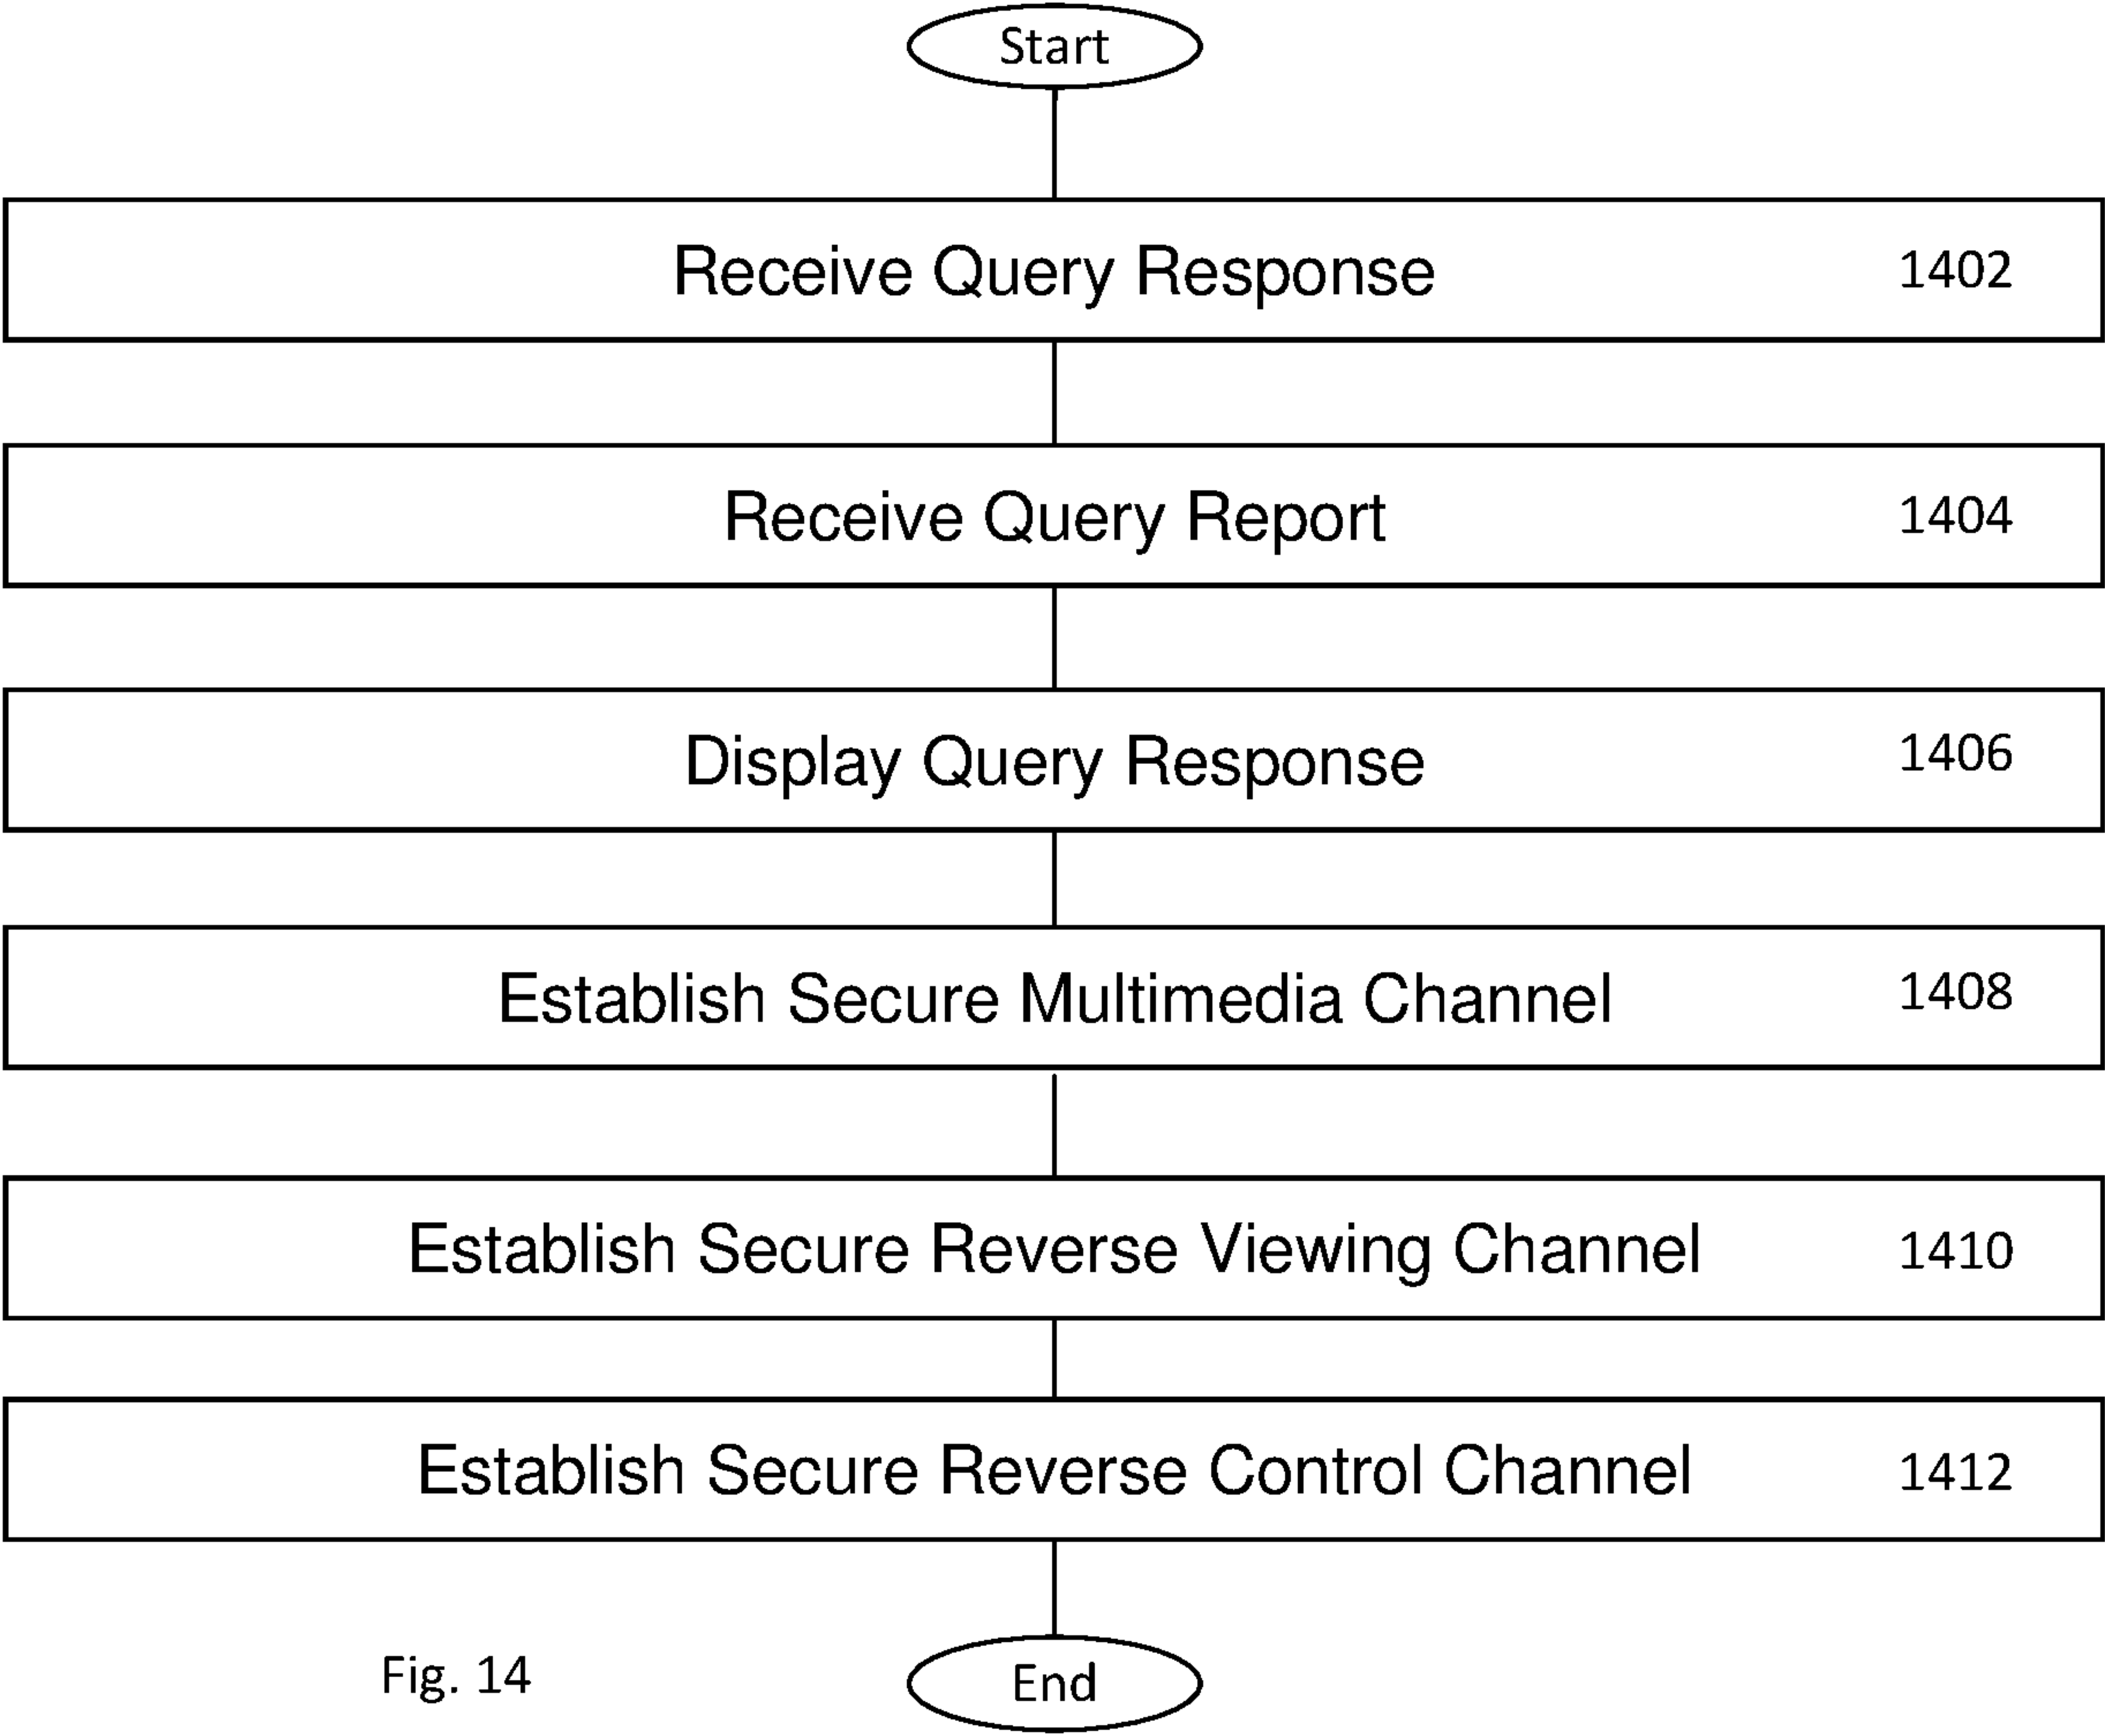 Start
Receive Query Response 1402
Receive Query Report 1404
Display Query Response 1406
Establish Secure Multimedia Channel 1408
Establish Secure Reverse Viewing Channel 1410
Establish Secure Reverse Control Channel 1412
End
Fig. 14